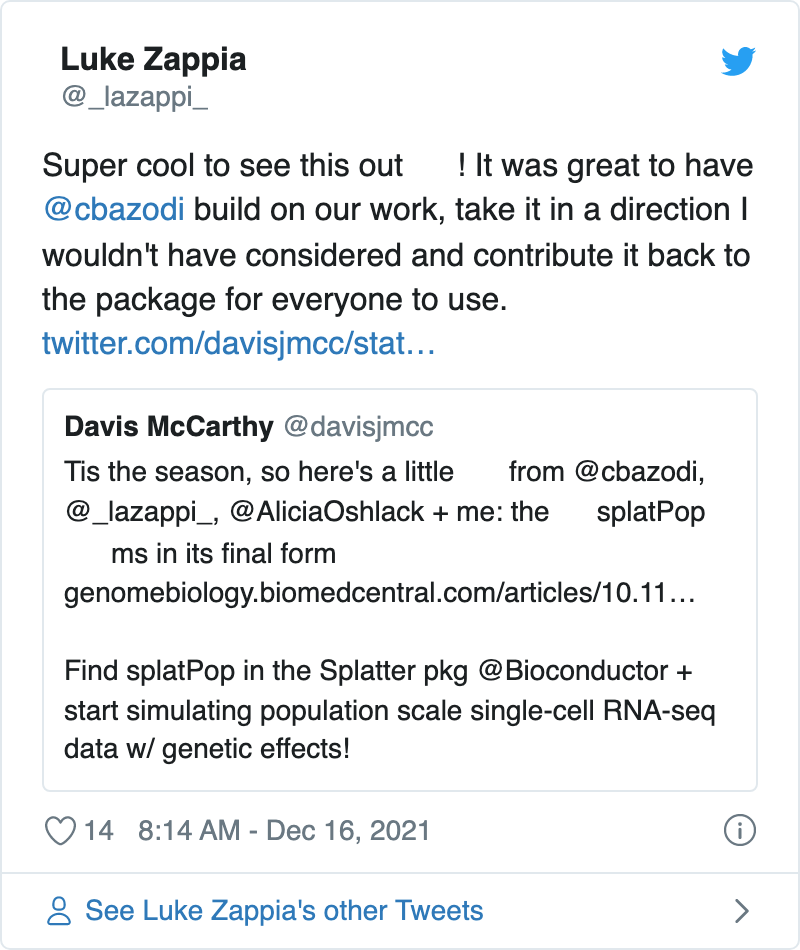 Luke Zappia
@_lazappi_
Super cool to see this out ! It was great to have
@cbazodi build on our work, take it in a direction I
wouldn't have considered and contribute it back to
the package for everyone to use.
twitter.com/davisjmcc/stat…
Davis McCarthy @davisjmcc
Tis the season, so here's a little from @cbazodi,
@_lazappi_, @AliciaOshlack + me: the splatPop
ms in its final form
genomebiology.biomedcentral.com/articles/10.11…
Find splatPop in the Splatter pkg @Bioconductor +
start simulating population scale single-cell RNA-seq
data w/ genetic effects!
14 8:14 AM - Dec 16, 2021
See Luke Zappia's other Tweets